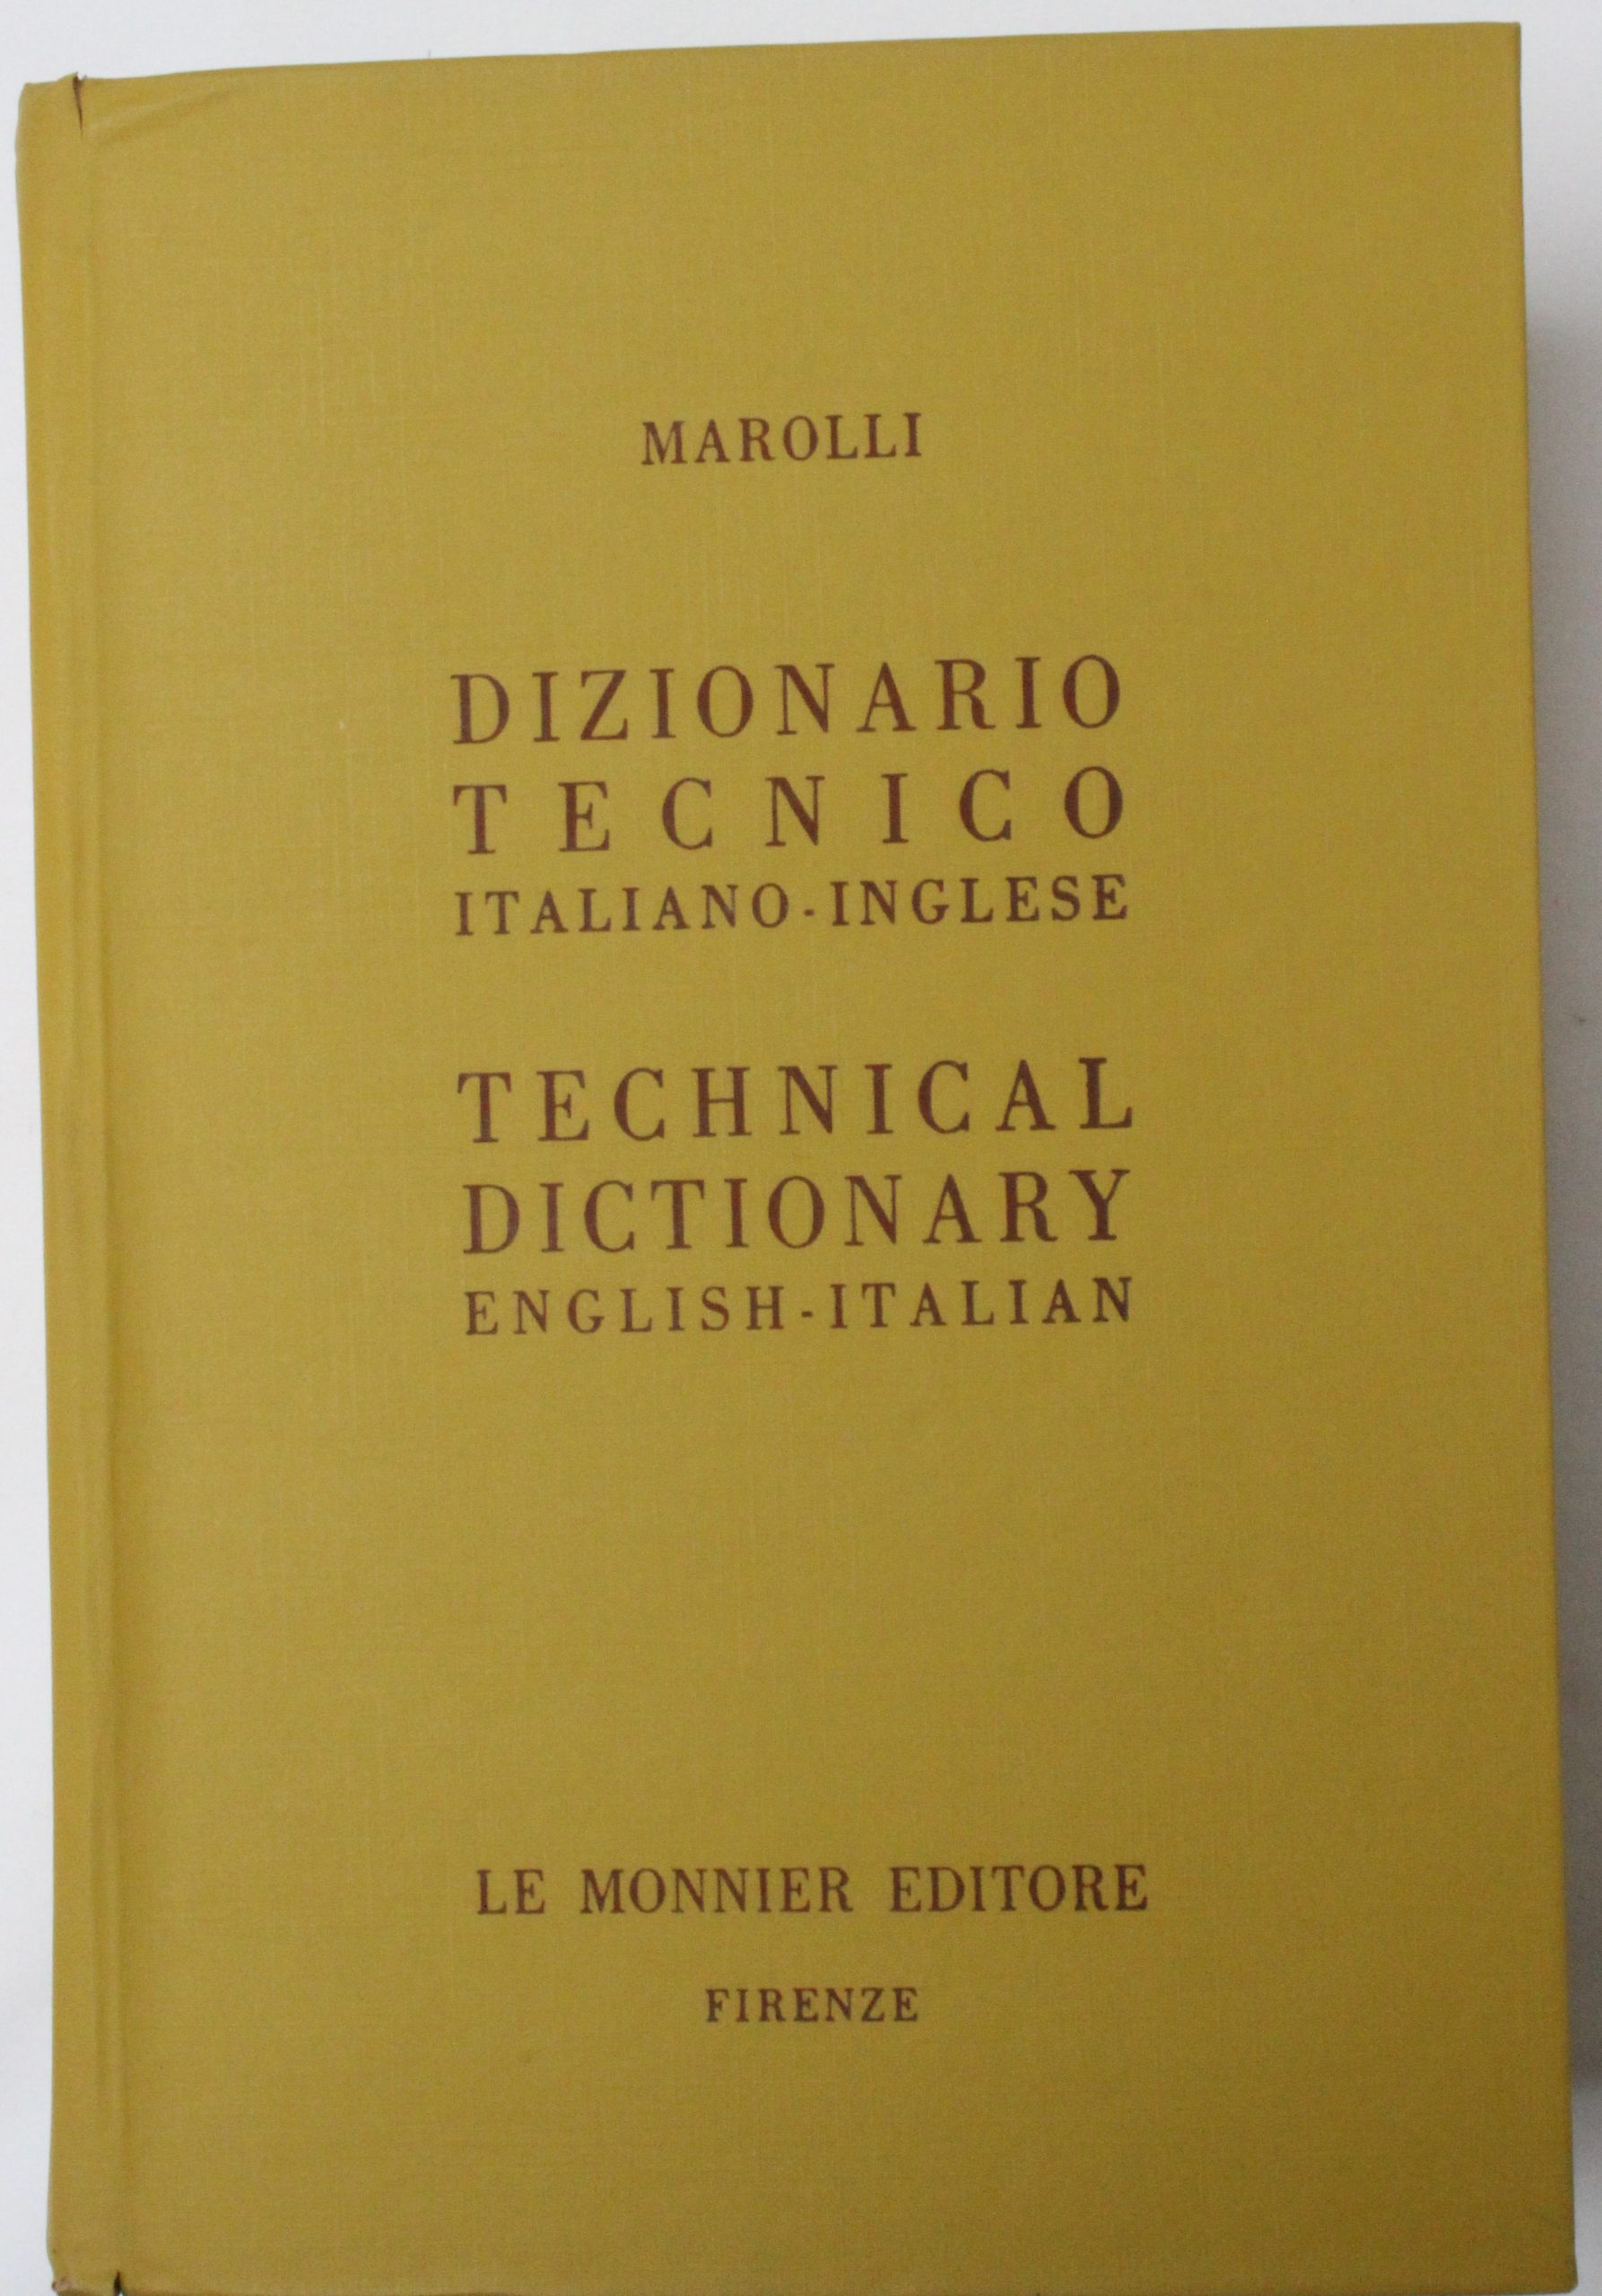 MAROLLI
DIZIONARIO
TECNICO
ITALIANO-INGLESE
TECHNICAL
DICTIONARY
ENGLISH-ITALIAN
LE MONNIER EDITORE
FIRENZE